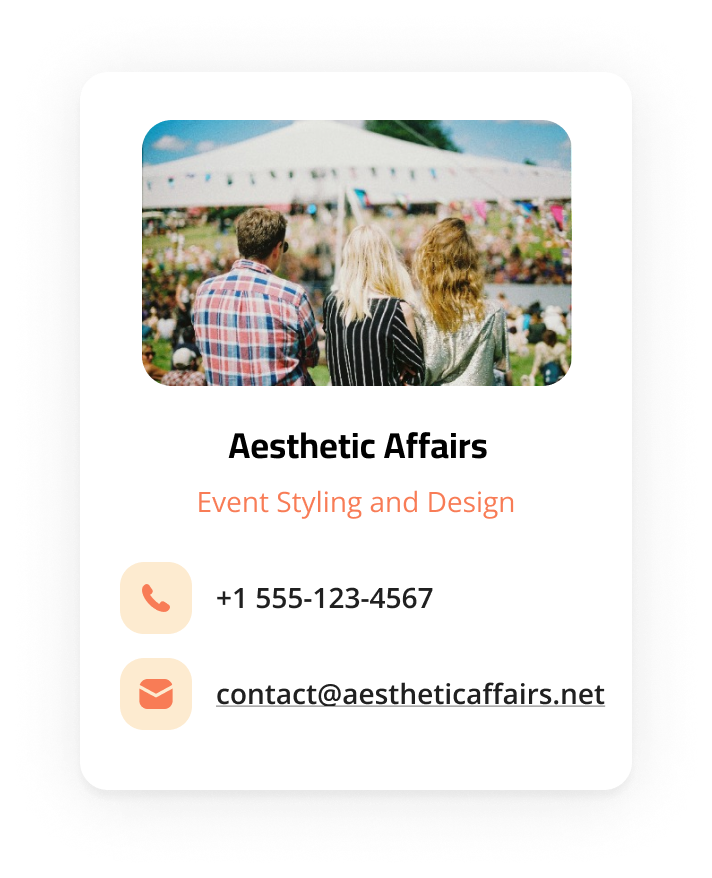 Aesthetic Affairs
Event Styling and Design
+1 555-123-4567
contact@aestheticaffairs.net